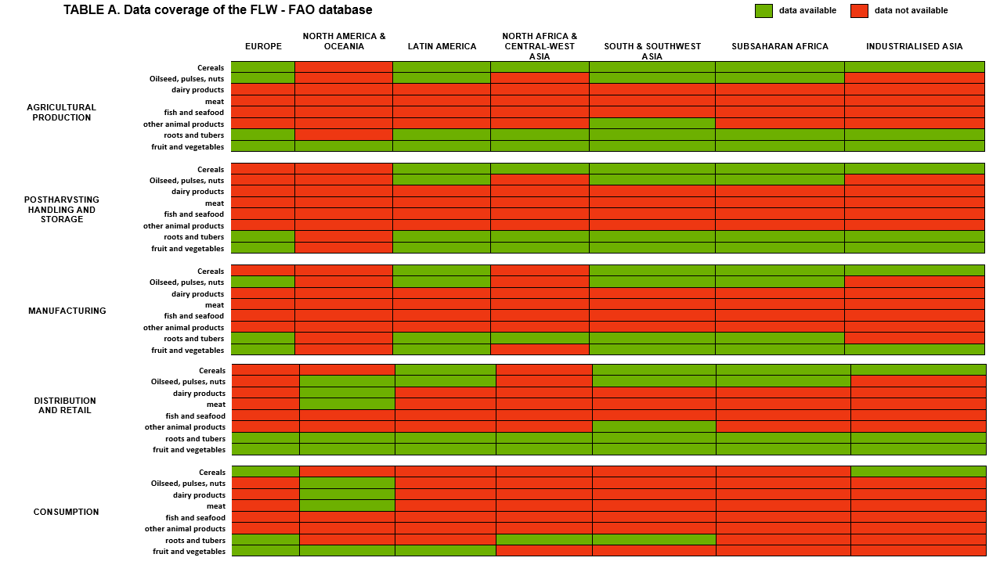 TABLE A. Data coverage of the FLW - FAO database
data available
data not available
EUROPE
NORTH AMERICA &
OCEANIA
LATIN AMERICA
NORTH AFRICA &
CENTRAL-WEST
ASIA
SOUTH & SOUTHWEST
ASIA
SUBSAHARAN AFRICA
INDUSTRIALISED ASIA
AGRICULTURAL
PRODUCTION
Cereals
Oilseed, pulses, nuts
dairy products
meat
fish and seafood
other animal products
roots and tubers
fruit and vegetables
POSTHARVSTING
HANDLING AND
STORAGE
Cereals
Oilseed, pulses, nuts
dairy products
meat
fish and seafood
other animal products
roots and tubers
fruit and vegetables
MANUFACTURING
Cereals
Oilseed, pulses, nuts
dairy products
meat
fish and seafood
other animal products
roots and tubers
fruit and vegetables
DISTRIBUTION
AND RETAIL
Cereals
Oilseed, pulses, nuts
dairy products
meat
fish and seafood
other animal products
roots and tubers
fruit and vegetables
CONSUMPTION
Cereals
Oilseed, pulses, nuts
dairy products
meat
fish and seafood
other animal products
roots and tubers
fruit and vegetables